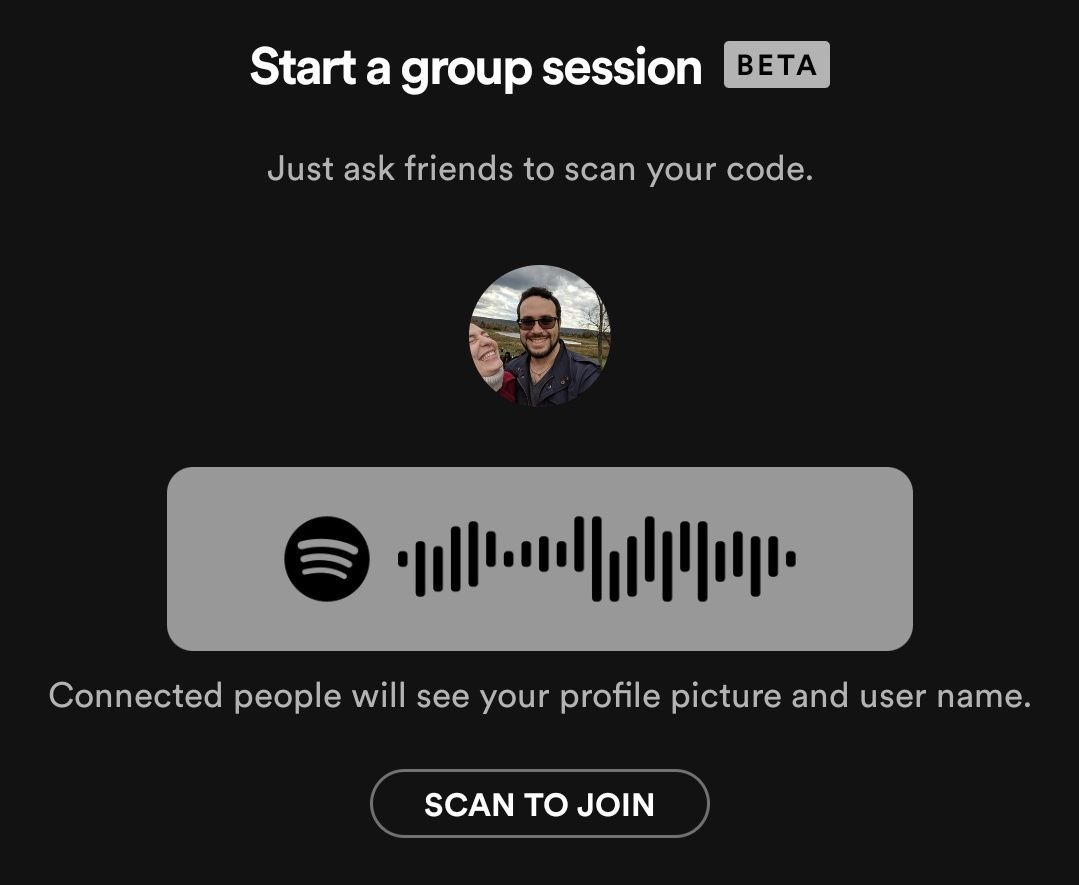 Start a group session BETA
Just ask friends to scan your code.
Connected people will see your profile picture and user name.
SCAN TO JOIN